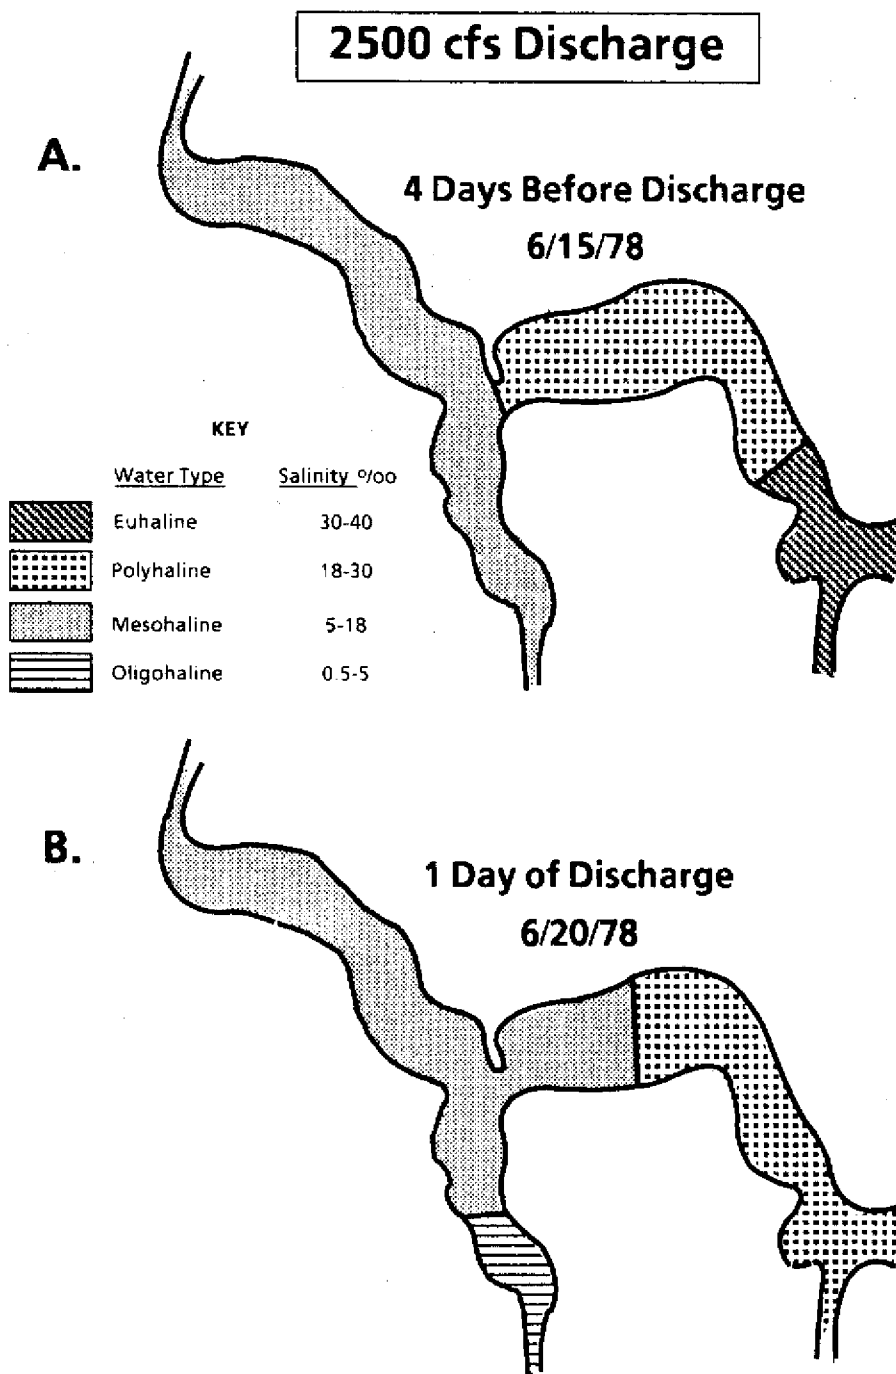 2500 cfs Discharge
A.
4 Days Before Discharge
6/15/78
KEY
Water Type Salinity º/oo
Euhaline 30-40
Polyhaline 18-30
Mesohaline 5-18
Oligohaline 0.5-5
B.
1 Day of Discharge
6/20/78